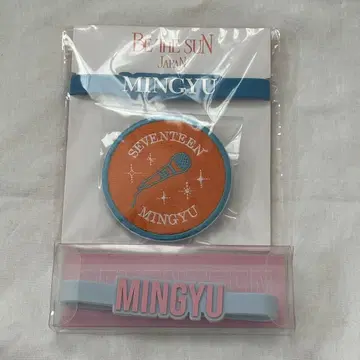 BE THE SUN
JAPAN
MINGYU
SEVENTEEN
MINGYU
MINGYU